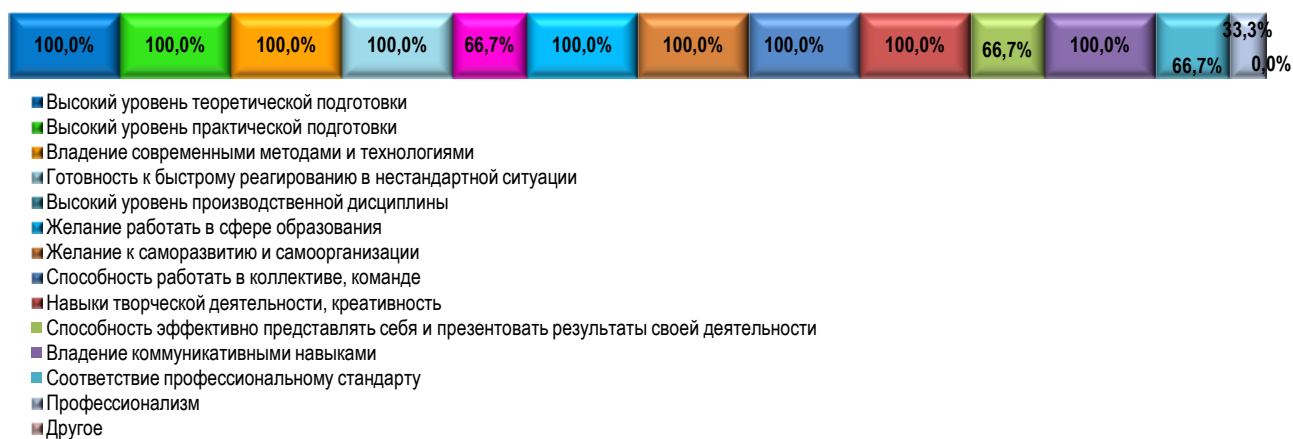 100,0% 100,0% 100,0% 100,0% 66,7% 100,0% 100,0% 100,0% 100,0% 66,7% 100,0% 66,7% 33,3% 0,0%
Высокий уровень теоретической подготовки
Высокий уровень практической подготовки
Владение современными методами и технологиями
Готовность к быстрому реагированию в нестандартной ситуации
Высокий уровень производственной дисциплины
Желание работать в сфере образования
Желание к саморазвитию и самоорганизации
Способность работать в коллективе, команде
Навыки творческой деятельности, креативность
Способность эффективно представлять себя и презентовать результаты своей деятельности
Владение коммуникативными навыками
Соответствие профессиональному стандарту
Профессионализм
Другое